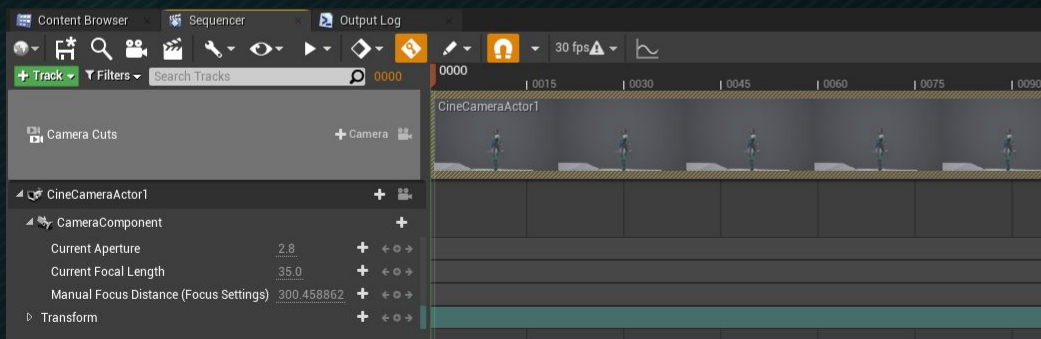 Content Browser Sequencer Output Log
30 fps
Track Filters Search Tracks 0000 0000
0015 0030 0045 0060 0075 0090
CineCameraActor1
Camera Cuts Camera
CineCameraActor1
CameraComponent
Current Aperture 2.8
Current Focal Length 35.0
Manual Focus Distance (Focus Settings) 300.458862
Transform